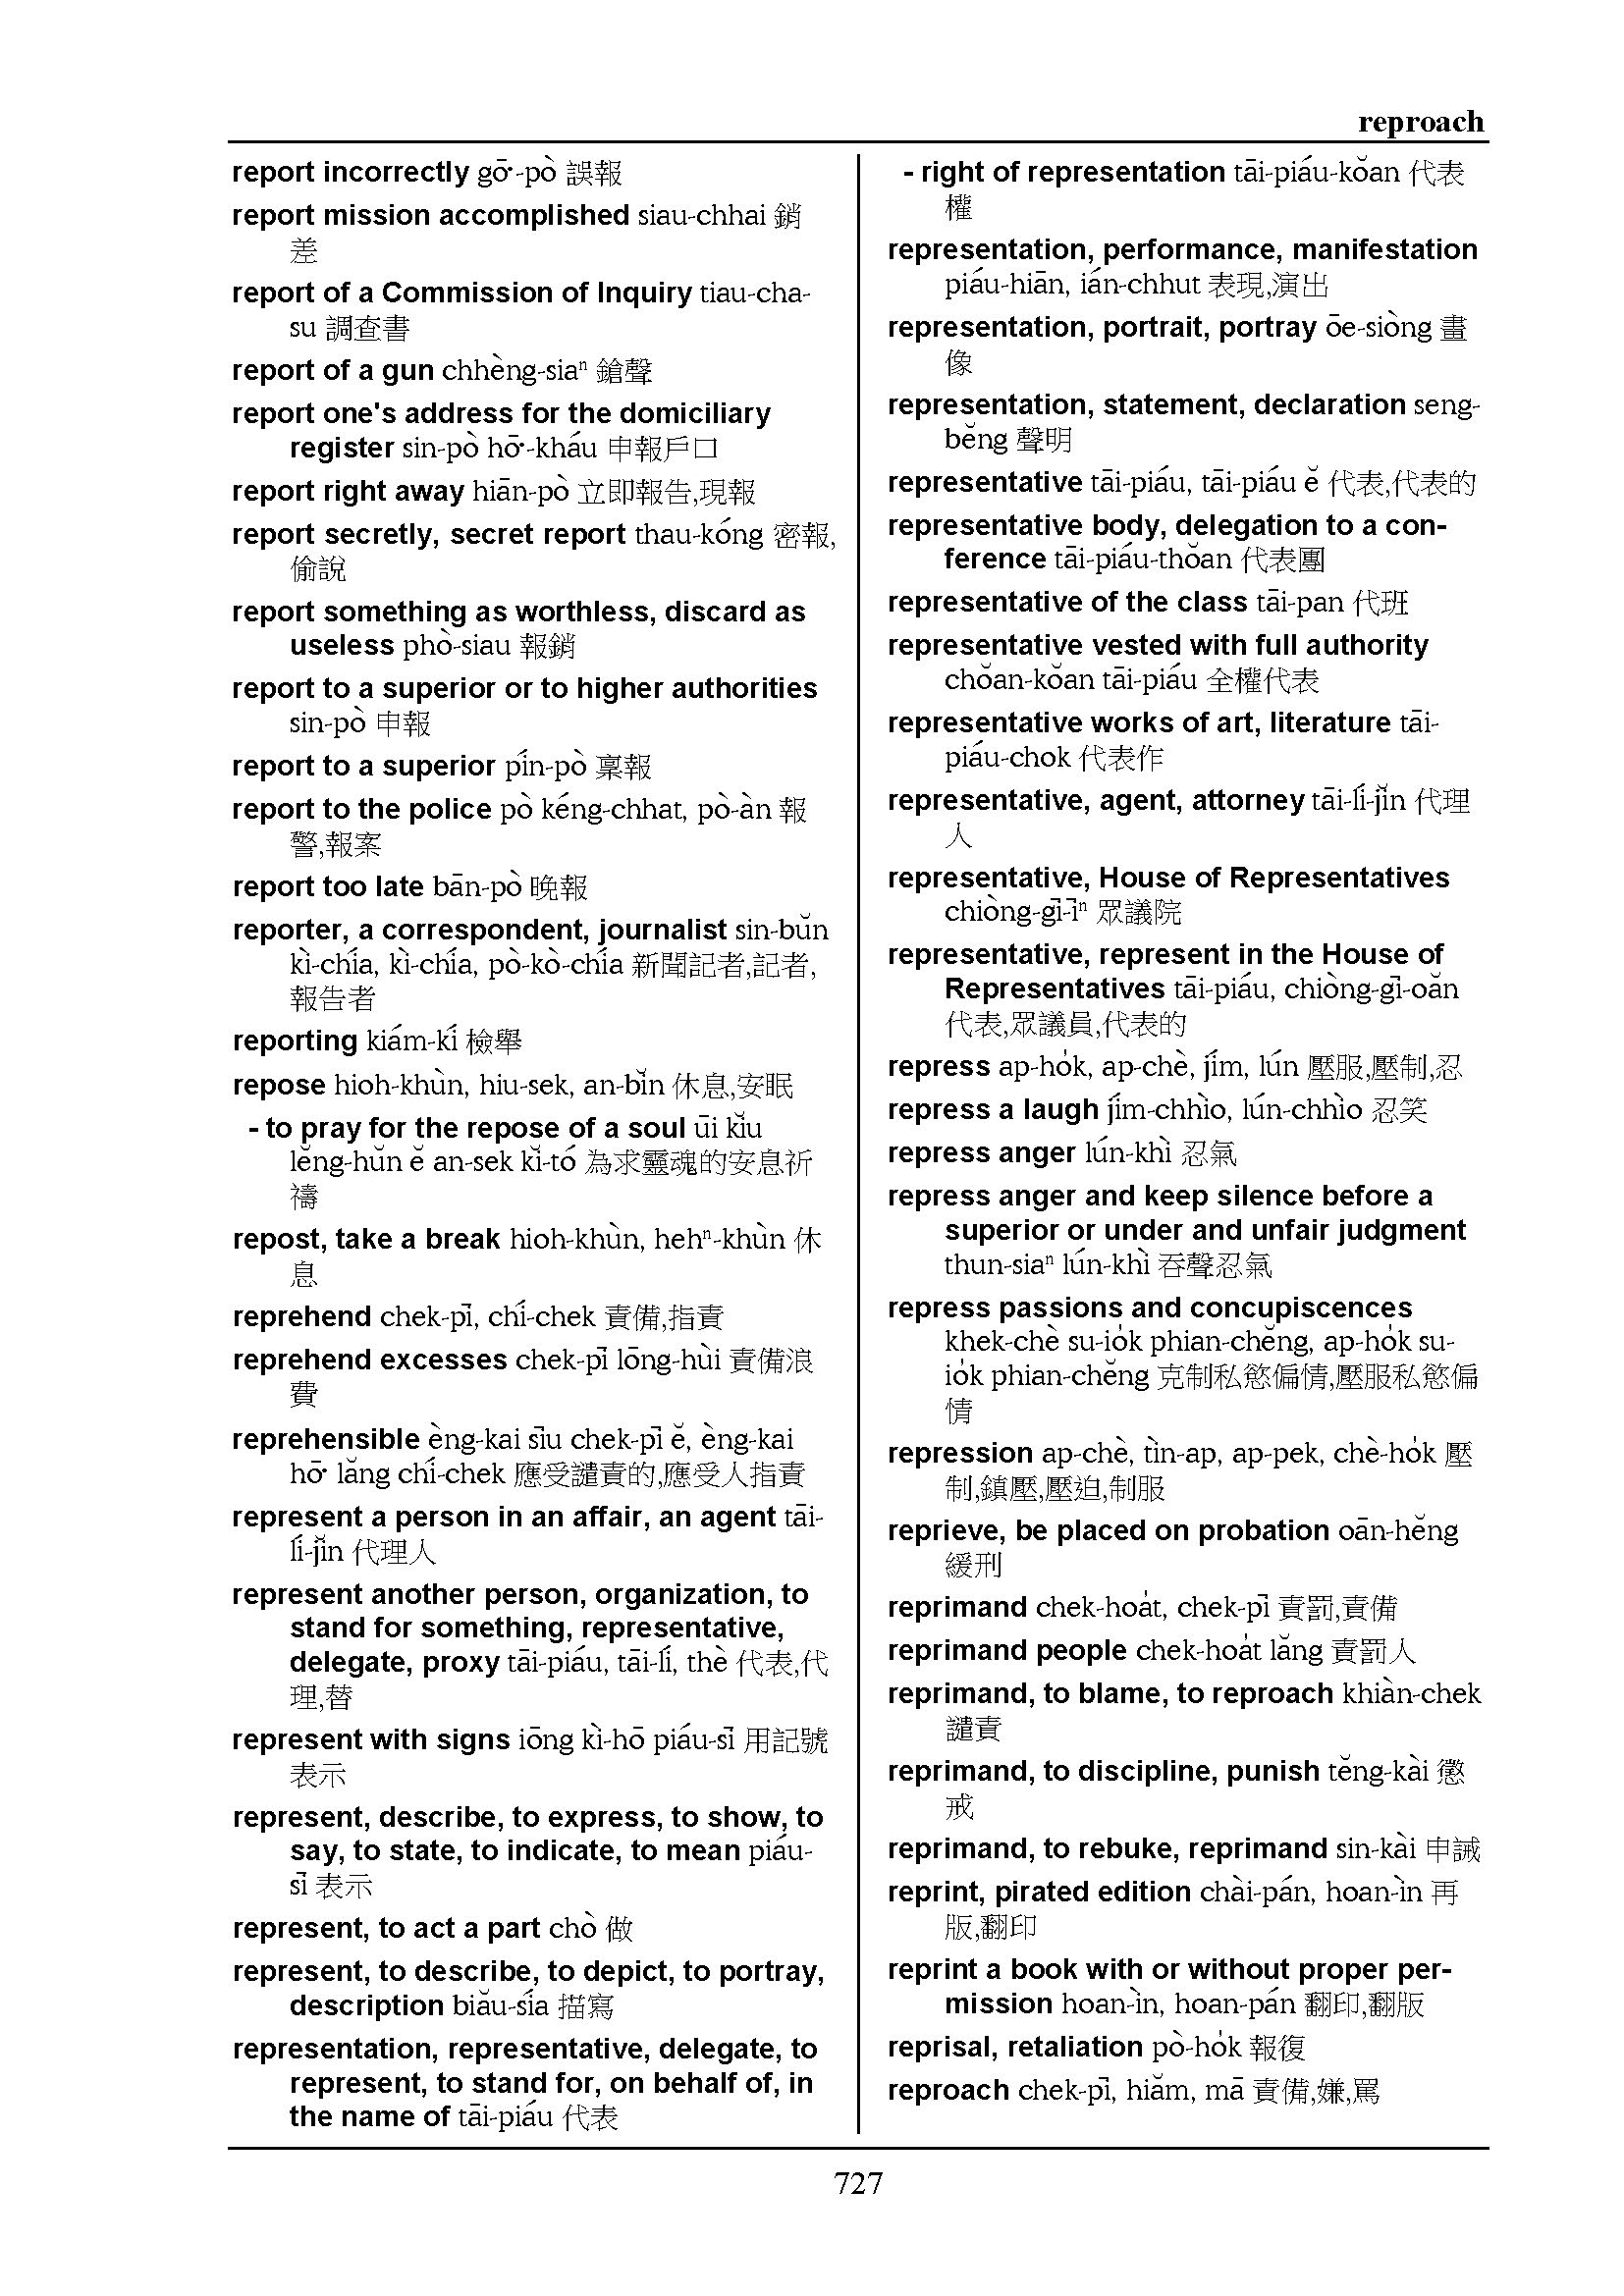 reproach
report incorrectly gō͘-pò 誤報
report mission accomplished siau-chhai 銷
差
report of a Commission of Inquiry tiau-cha-
su 調查書
report of a gun chhèng-siaⁿ 鎗聲
report one's address for the domiciliary
register sin-pò hō͘-kháu 申報戶口
report right away hiān-pò 立即報告,現報
report secretly, secret report thau-kóng 密報,
偷說
report something as worthless, discard as
useless phò-siau 報銷
report to a superior or to higher authorities
sin-pò 申報
report to a superior pín-pò 稟報
report to the police pò kéng-chhat, pò-àn 報
警,報案
report too late bān-pò 晚報
reporter, a correspondent, journalist sin-bŭn
kì-chía, kì-chía, pò-kò-chía 新聞記者,記者,
報告者
reporting kiám-kí 檢舉
repose hioh-khùn, hiu-sek, an-bĭn 休息,安眠
- to pray for the repose of a soul ūi kĭu
lĕng-hŭn ĕ an-sek kĭ-tó 為求靈魂的安息祈
禱
repost, take a break hioh-khùn, hehⁿ-khùn 休
息
reprehend chek-pī, chí-chek 責備,指責
reprehend excesses chek-pī lōng-hùi 責備浪
費
reprehensible èng-kai sīu chek-pī ĕ, èng-kai
hō͘ lăng chí-chek 應受譴責的,應受人指責
represent a person in an affair, an agent tāi-
lí-jĭn 代理人
represent another person, organization, to
stand for something, representative,
delegate, proxy tāi-piáu, tāi-lí, thè 代表,代
理,替
represent with signs iōng kì-hō piáu-sī 用記號
表示
represent, describe, to express, to show, to
say, to state, to indicate, to mean piáu-
sī 表示
represent, to act a part chò 做
represent, to describe, to depict, to portray,
description biău-sía 描寫
representation, representative, delegate, to
represent, to stand for, on behalf of, in
the name of tāi-piáu 代表
- right of representation tāi-piáu-kŏan 代表
權
representation, performance, manifestation
piáu-hiān, ián-chhut 表現,演出
representation, portrait, portray ōe-siòng 畫
像
representation, statement, declaration seng-
bĕng 聲明
representative tāi-piáu, tāi-piáu ĕ 代表,代表的
representative body, delegation to a con-
ference tāi-piáu-thŏan 代表團
representative of the class tāi-pan 代班
representative vested with full authority
chŏan-kŏan tāi-piáu 全權代表
representative works of art, literature tāi-
piáu-chok 代表作
representative, agent, attorney tāi-lí-jĭn 代理
人
representative, House of Representatives
chiòng-gī-īⁿ 眾議院
representative, represent in the House of
Representatives tāi-piáu, chiòng-gī-oăn
代表,眾議員,代表的
repress ap-ho̍k, ap-chè, jím, lún 壓服,壓制,忍
repress a laugh jím-chhìo, lún-chhìo 忍笑
repress anger lún-khì 忍氣
repress anger and keep silence before a
superior or under and unfair judgment
thun-siaⁿ lún-khì 吞聲忍氣
repress passions and concupiscences
khek-chè su-io̍k phian-chĕng, ap-ho̍k su-
io̍k phian-chĕng 克制私慾偏情,壓服私慾偏
情
repression ap-chè, tìn-ap, ap-pek, chè-ho̍k 壓
制,鎮壓,壓迫,制服
reprieve, be placed on probation oān-hĕng
緩刑
reprimand chek-hoa̍t, chek-pī 責罰,責備
reprimand people chek-hoa̍t lăng 責罰人
reprimand, to blame, to reproach khiàn-chek
譴責
reprimand, to discipline, punish tĕng-kài 懲
戒
reprimand, to rebuke, reprimand sin-kài 申誡
reprint, pirated edition chài-pán, hoan-ìn 再
版,翻印
reprint a book with or without proper per-
mission hoan-ìn, hoan-pán 翻印,翻版
reprisal, retaliation pò-ho̍k 報復
reproach chek-pī, hiăm, mā 責備,嫌,罵
727